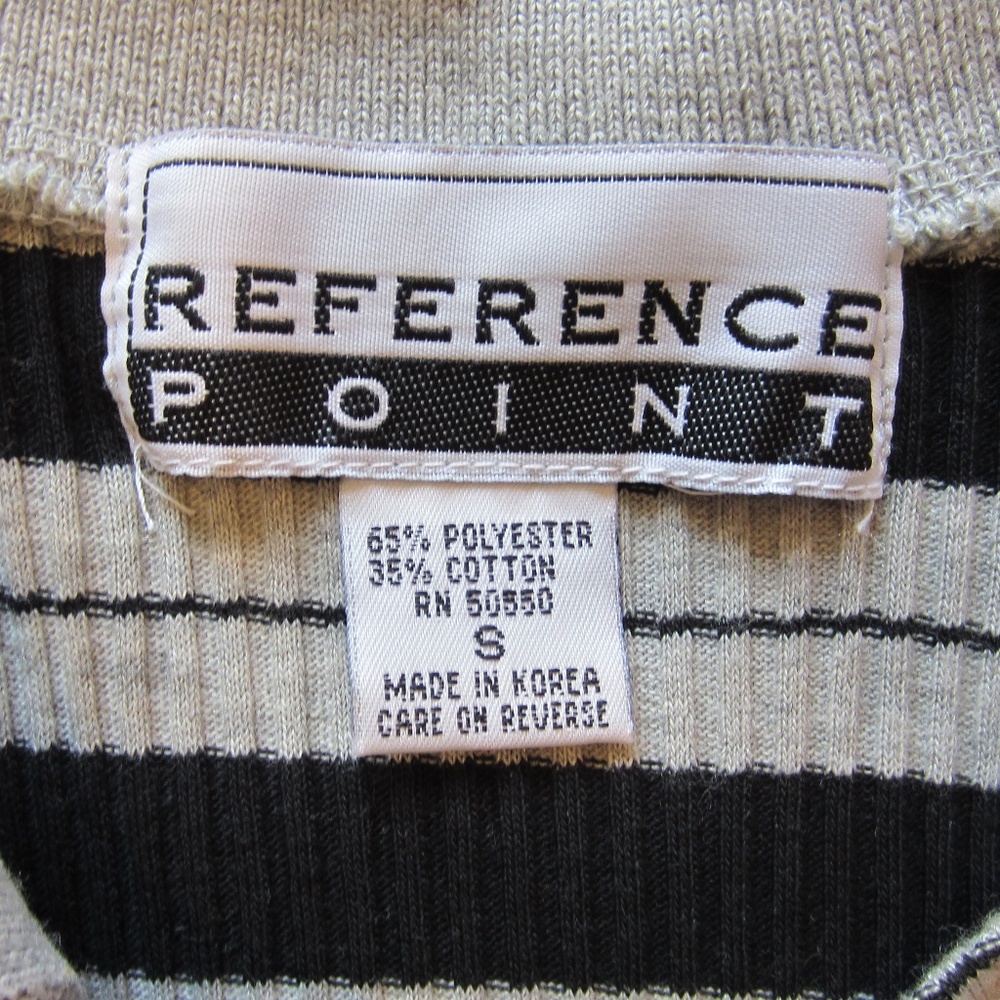 REFERENCE
POINT
65% POLYESTER
35% COTTON
RN 50550
S
MADE IN KOREA
CARE ON REVERSE